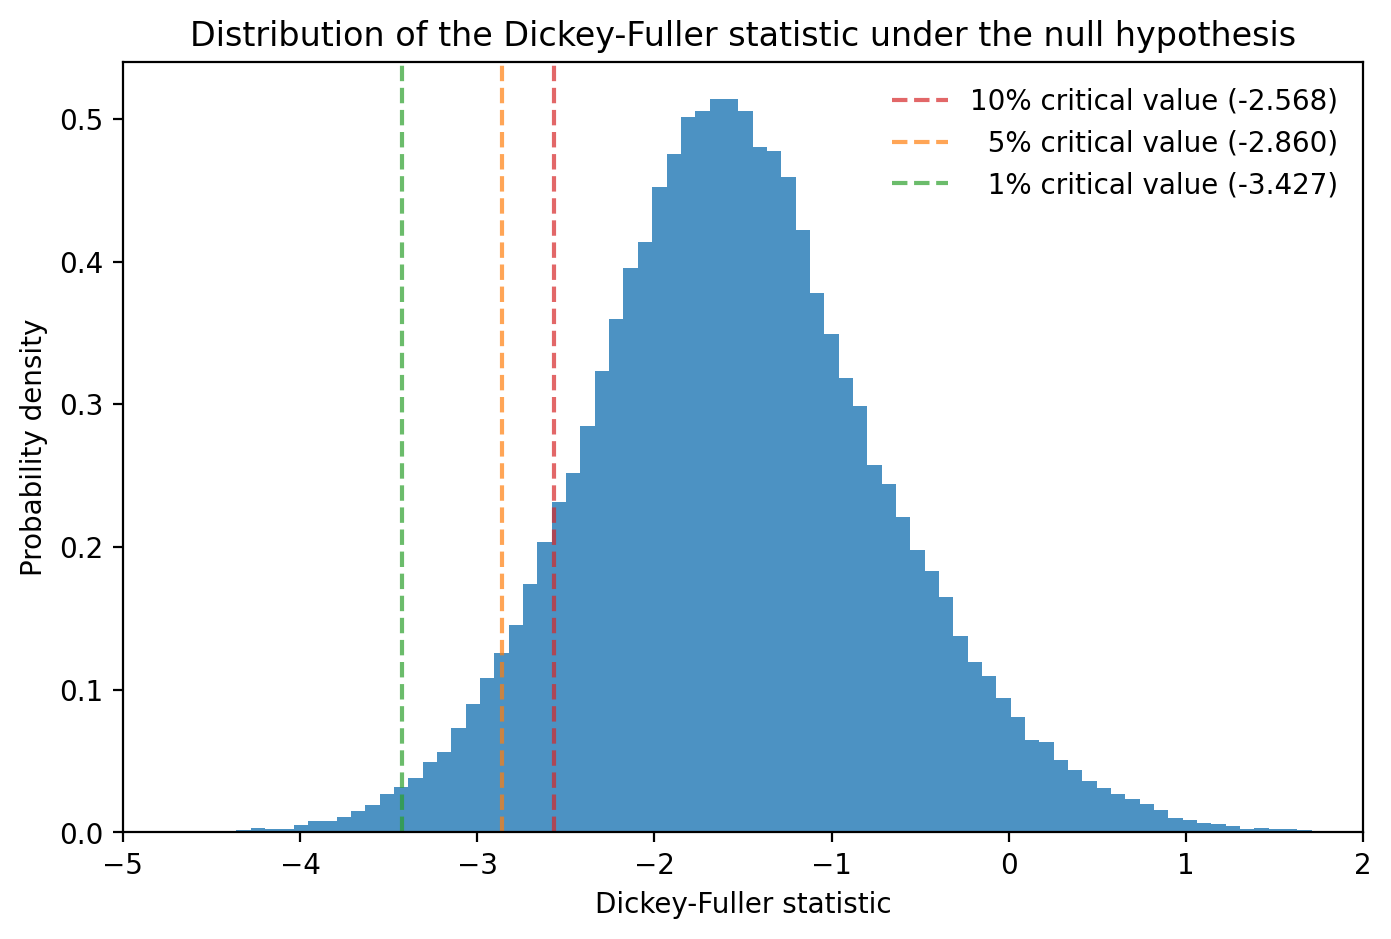 Distribution of the Dickey-Fuller statistic under the null hypothesis
10% critical value (-2.568)
5% critical value (-2.860)
1% critical value (-3.427)
Probability density
0.5
0.4
0.3
0.2
0.1
0.0
−5 −4 −3 −2 −1 0 1 2
Dickey-Fuller statistic